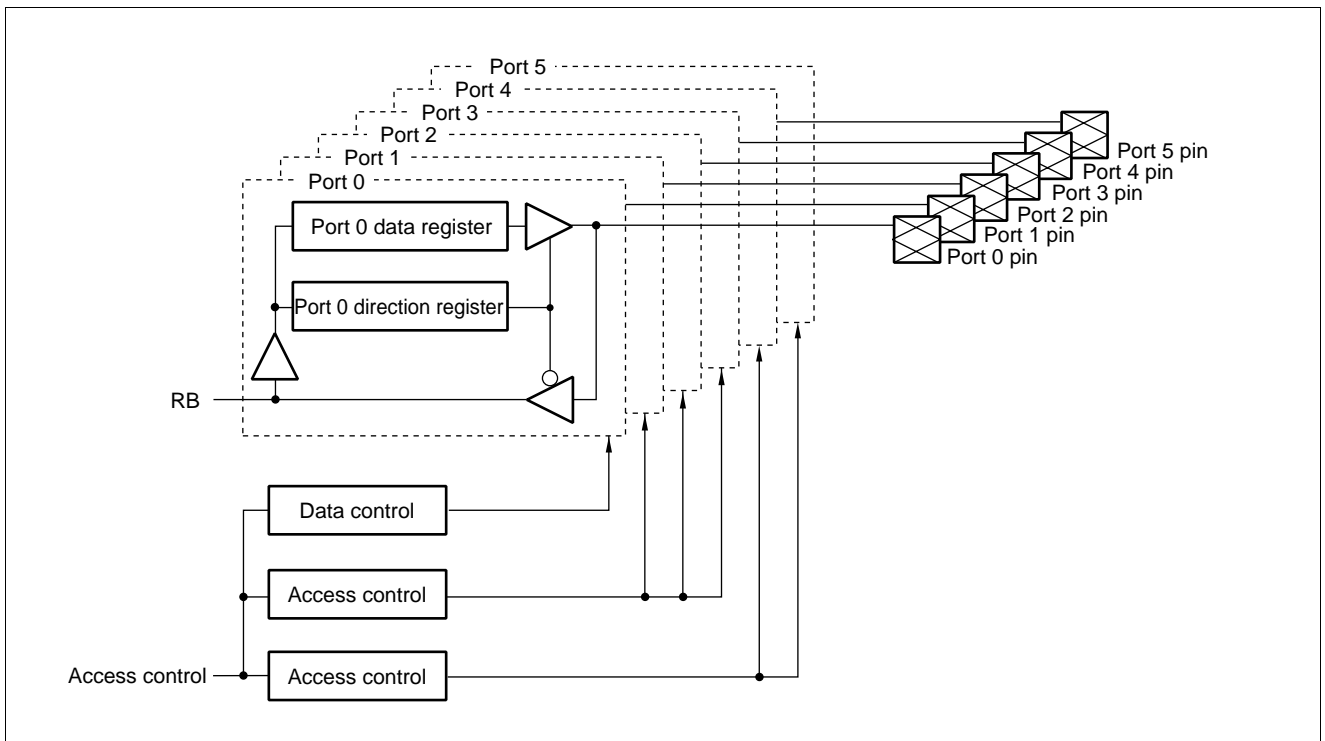 Port 5
Port 4
Port 3
Port 2
Port 1
Port 0
Port 0 data register
Port 0 direction register
RB
Port 5 pin
Port 4 pin
Port 3 pin
Port 2 pin
Port 1 pin
Port 0 pin
Data control
Access control
Access control
Access control